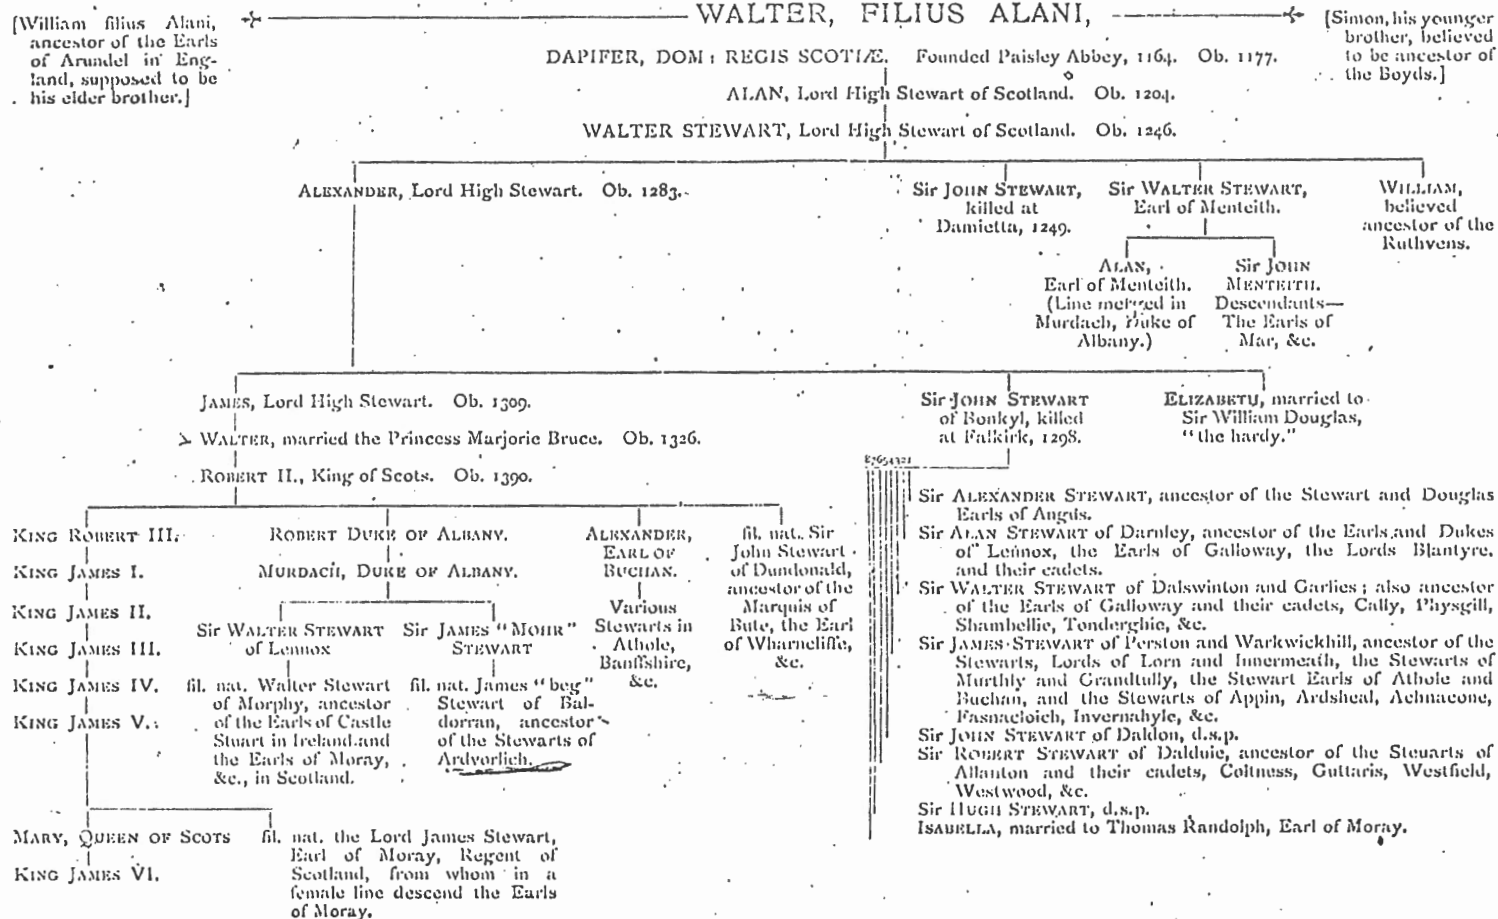 WALTER, FILIUS ALANI,
[William filius Alani,
ancestor of the Earls
of Arundel in Eng-
land, supposed to be
his elder brother.]
[Simon, his younger
brother, believed
to be ancestor of
the Boyds.]
DAPIFER, DOM: REGIS SCOTIÆ. Founded Paisley Abbey, 1164. Ob. 1177.
ALAN, Lord High Stewart of Scotland. Ob. 1204.
WALTER STEWART, Lord High Stewart of Scotland. Ob. 1246.
ALEXANDER, Lord High Stewart. Ob. 1283.
Sir JOHN STEWART,
killed at
Damietta, 1249.
Sir WALTER STEWART,
Earl of Menteith.
WILLIAM,
believed
ancestor of the
Ruthvens.
ALAN,
Earl of Menteith.
(Line merged in
Murdach, Duke of
Albany.)
Sir JOHN
MENTEITH.
Descendants—
The Earls of
Mar, &c.
JAMES, Lord High Stewart. Ob. 1309.
WALTER, married the Princess Marjorie Bruce. Ob. 1326.
ROBERT II., King of Scots. Ob. 1390.
Sir JOHN STEWART
of Bonkyl, killed
at Falkirk, 1298.
ELIZABETU, married to
Sir William Douglas,
"the hardy."
87654321
KING ROBERT III.
KING JAMES I.
KING JAMES II.
KING JAMES III.
KING JAMES IV.
KING JAMES V.
ROBERT DUKE OF ALBANY.
MURDACH, DUKE OF ALBANY.
Sir WALTER STEWART
of Lennox
fil. nat. Walter Stewart
of Morphy, ancestor
of the Earls of Castle
Stuart in Ireland and
the Earls of Moray,
&c., in Scotland.
Sir JAMES "MOHR"
STEWART
fil. nat. James "beg"
Stewart of Bal-
dorran, ancestor
of the Stewarts of
Ardvorlich.
ALEXANDER,
EARL OF
BUCHAN.
Various
Stewarts in
Athole,
Banffshire,
&c.
fil. nat. Sir
John Stewart
of Dundonald,
ancestor of the
Marquis of
Bute, the Earl
of Wharncliffe,
&c.
Sir ALEXANDER STEWART, ancestor of the Stewart and Douglas
Earls of Angus.
Sir ALAN STEWART of Darnley, ancestor of the Earls and Dukes
of Lennox, the Earls of Galloway, the Lords Blantyre,
and their cadets.
Sir WALTER STEWART of Dalswinton and Garlies; also ancestor
of the Earls of Galloway and their cadets, Cally, Physgill,
Shambellie, Tonderghie, &c.
Sir JAMES STEWART of Perston and Warkwickhill, ancestor of the
Stewarts, Lords of Lorn and Innermeath, the Stewarts of
Murthly and Grandtully, the Stewart Earls of Athole and
Buchan, and the Stewarts of Appin, Ardsheal, Achnacone,
Fasnacloich, Invernahyle, &c.
Sir JOHN STEWART of Daldon, d.s.p.
Sir ROBERT STEWART of Dalduie, ancestor of the Steuarts of
Allanton and their cadets, Coltness, Guttaris, Westfield,
Westwood, &c.
Sir HUGH STEWART, d.s.p.
ISABELLA, married to Thomas Randolph, Earl of Moray.
MARY, QUEEN OF SCOTS
KING JAMES VI.
fil. nat. the Lord James Stewart,
Earl of Moray, Regent of
Scotland, from whom in a
female line descend the Earls
of Moray.